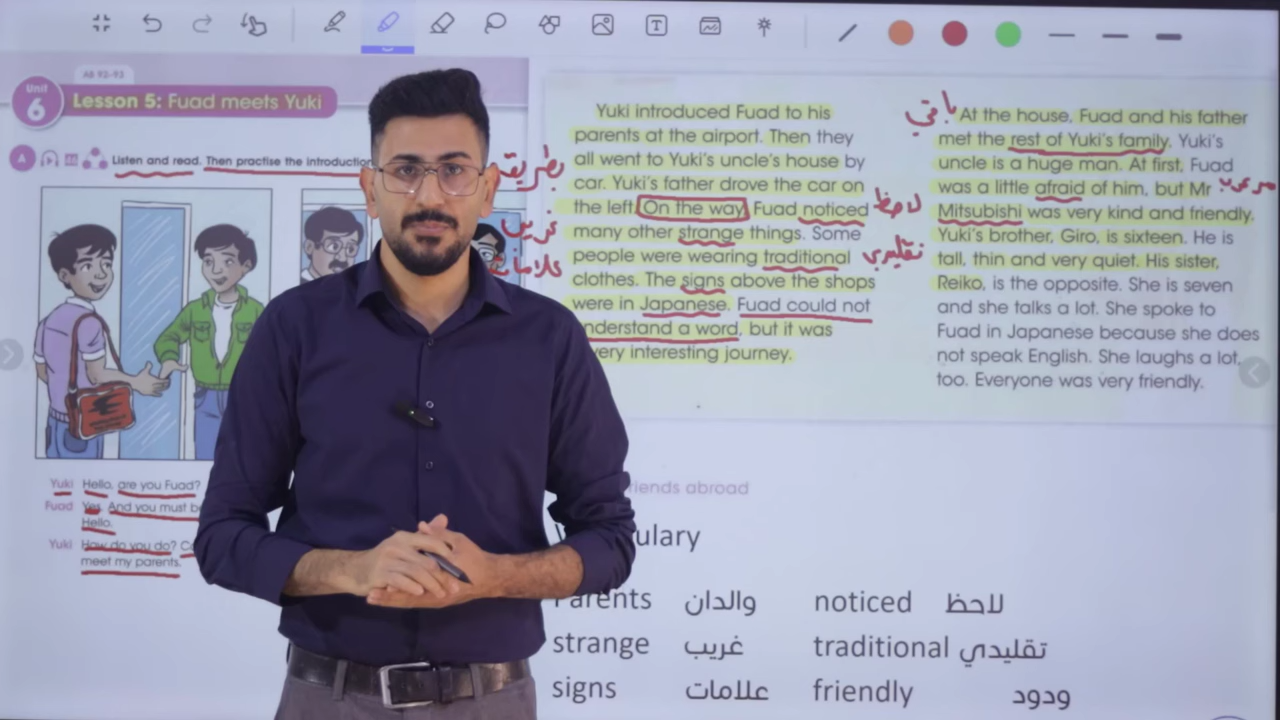 AB 92-93
Unit
6
Lesson 5: Fuad meets Yuki
A
Listen and read. Then practise the introduction
Yuki Hello, are you Fuad?
Fuad Yes. And you must
Hello.
Yuki How do you do?
meet my parents.
Yuki introduced Fuad to his
parents at the airport. Then they
all went to Yuki's uncle's house by
car. Yuki's father drove the car on
the left. On the way, Fuad noticed
many other strange things. Some
people were wearing traditional
clothes. The signs above the shops
were in Japanese. Fuad could not
understand a word, but it was
very interesting journey.
بطريقة
لاحظ
غريب
تقليدي
علامات
باقي
At the house, Fuad and his father
met the rest of Yuki's family. Yuki's
uncle is a huge man. At first, Fuad
was a little afraid of him, but Mr
Mitsubishi was very kind and friendly.
Yuki's brother, Giro, is sixteen. He is
tall, thin and very quiet. His sister,
Reiko, is the opposite. She is seven
and she talks a lot. She spoke to
Fuad in Japanese because she does
not speak English. She laughs a lot,
too. Everyone was very friendly.
friends abroad
Parents والدان noticed لاحظ
strange غريب traditional تقليدي
signs علامات friendly ودود